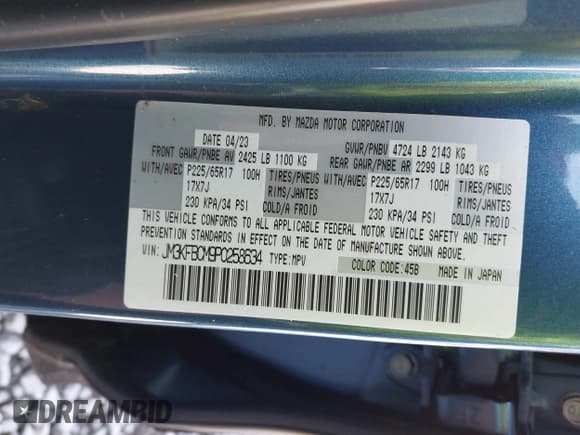 MFD. BY MAZDA MOTOR CORPORATION
DATE 04/23 GVWR/PNBV 4724 LB 2143 KG
FRONT GAWR/PNBE AV 2425 LB 1100 KG REAR GAWR/PNBE AR 2299 LB 1043 KG
WITH/AVEC P225/65R17 100H TIRES/PNEUS WITH/AVEC P225/65R17 100H TIRES/PNEUS
17X7J RIMS/JANTES 17X7J RIMS/JANTES
230 KPA/34 PSI COLD/A FROID 230 KPA/34 PSI COLD/A FROID
THIS VEHICLE CONFORMS TO ALL APPLICABLE FEDERAL MOTOR VEHICLE SAFETY AND THEFT
PREVENTION STANDARDS IN EFFECT ON THE DATE OF MANUFACTURE SHOWN ABOVE.
VIN: JM3KFBCM9P0258634 TYPE:MPV COLOR CODE:45B MADE IN JAPAN
DREAMBID